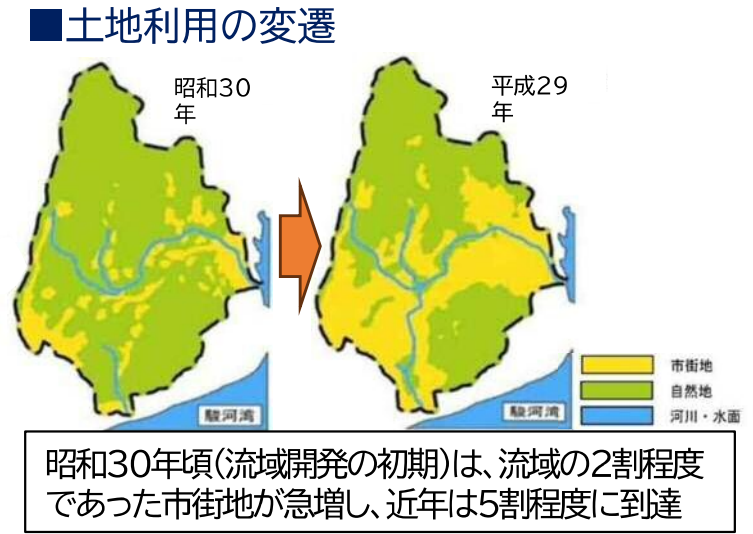 ■土地利用の変遷
昭和30
年
平成29
年
駿河湾
駿河湾
市街地
自然地
河川・水面
昭和30年頃(流域開発の初期)は、流域の2割程度
であった市街地が急増し、近年は5割程度に到達